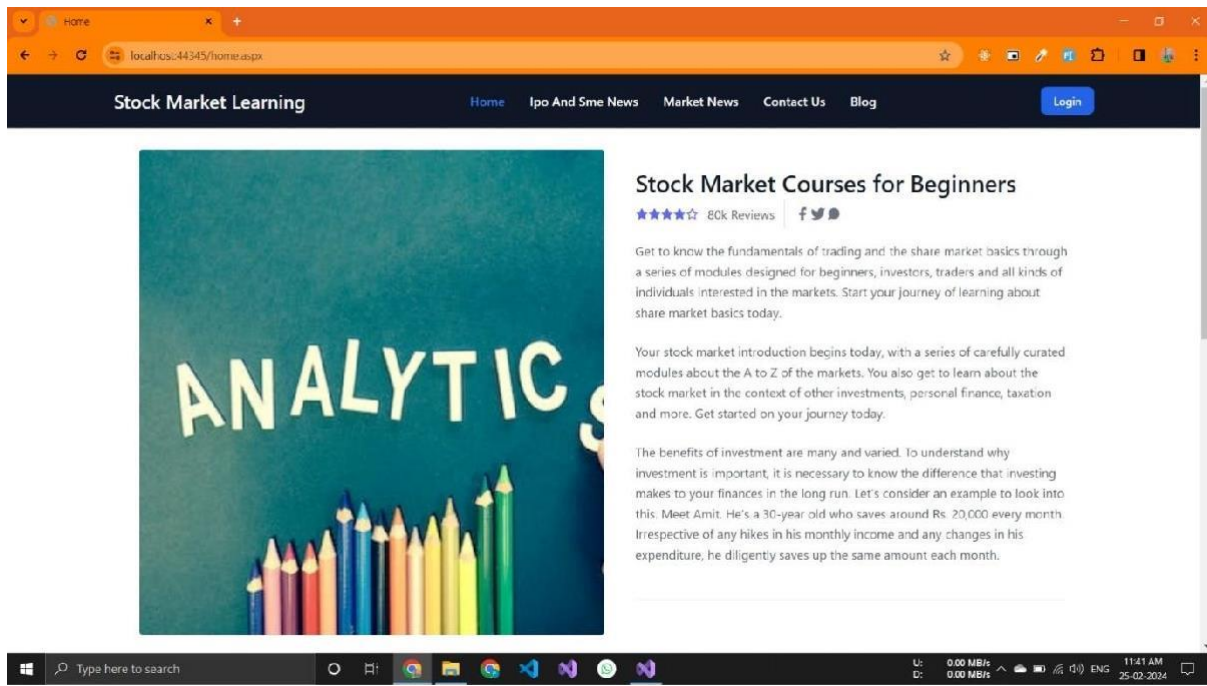 Home
localhost:44345/home.aspx
Stock Market Learning
Home Ipo And Sme News Market News Contact Us Blog Login
ANALYTICS
Stock Market Courses for Beginners
80k Reviews
Get to know the fundamentals of trading and the share market basics through
a series of modules designed for beginners, investors, traders and all kinds of
individuals interested in the markets. Start your journey of learning about
share market basics today.
Your stock market introduction begins today, with a series of carefully curated
modules about the A to Z of the markets. You also get to learn about the
stock market in the context of other investments, personal finance, taxation
and more. Get started on your journey today.
The benefits of investment are many and varied. To understand why
investment is important, it is necessary to know the difference that investing
makes to your finances in the long run. Let's consider an example to look into
this. Meet Amit. He's a 30-year old who saves around Rs. 20,000 every month.
Irrespective of any hikes in his monthly income and any changes in his
expenditure, he diligently saves up the same amount each month.
Type here to search
U: 0.00 MB/s
D: 0.00 MB/s
ENG
11:41 AM
25-02-2024